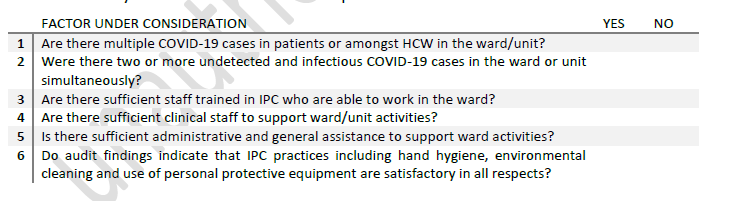 FACTOR UNDER CONSIDERATION YES NO
1 Are there multiple COVID-19 cases in patients or amongst HCW in the ward/unit?
2 Were there two or more undetected and infectious COVID-19 cases in the ward or unit
simultaneously?
3 Are there sufficient staff trained in IPC who are able to work in the ward?
4 Are there sufficient clinical staff to support ward/unit activities?
5 Is there sufficient administrative and general assistance to support ward activities?
6 Do audit findings indicate that IPC practices including hand hygiene, environmental
cleaning and use of personal protective equipment are satisfactory in all respects?